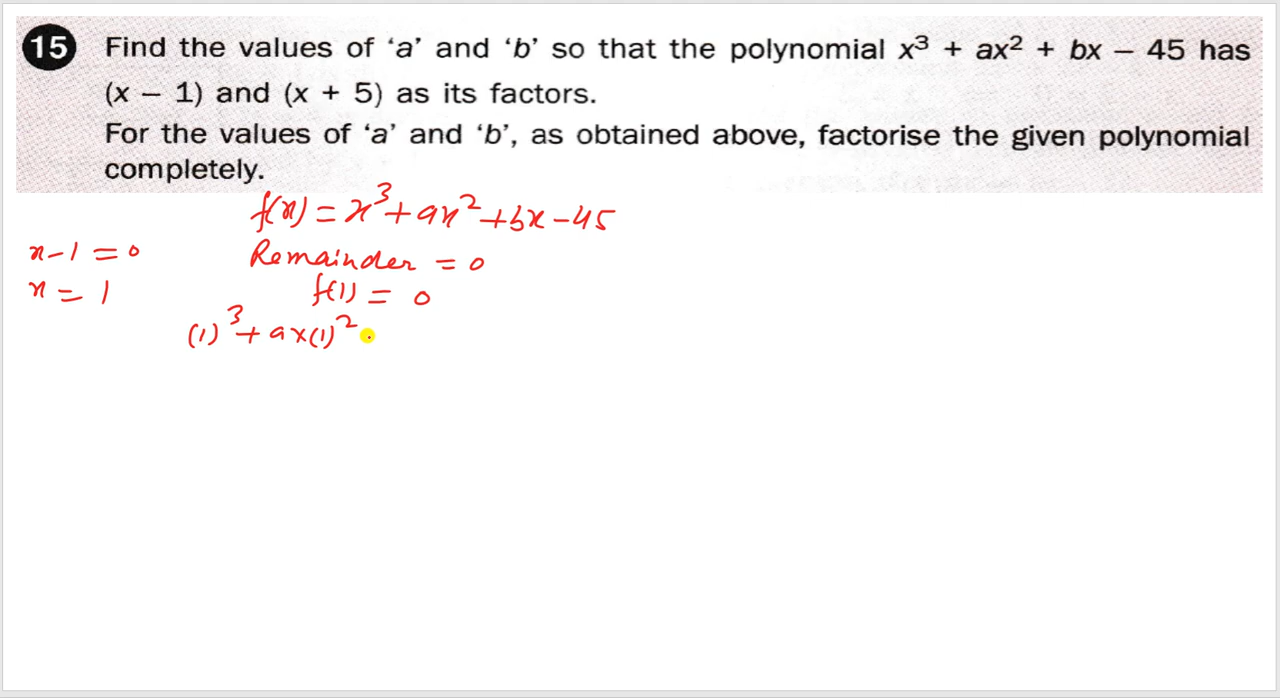 15 Find the values of ‘a’ and ‘b’ so that the polynomial x³ + ax² + bx – 45 has
(x – 1) and (x + 5) as its factors.
For the values of ‘a’ and ‘b’, as obtained above, factorise the given polynomial
completely.
f(x) = x³ + ax² + bx - 45
x - 1 = 0 Remainder = 0
x = 1 f(1) = 0
(1)³ + a×(1)²